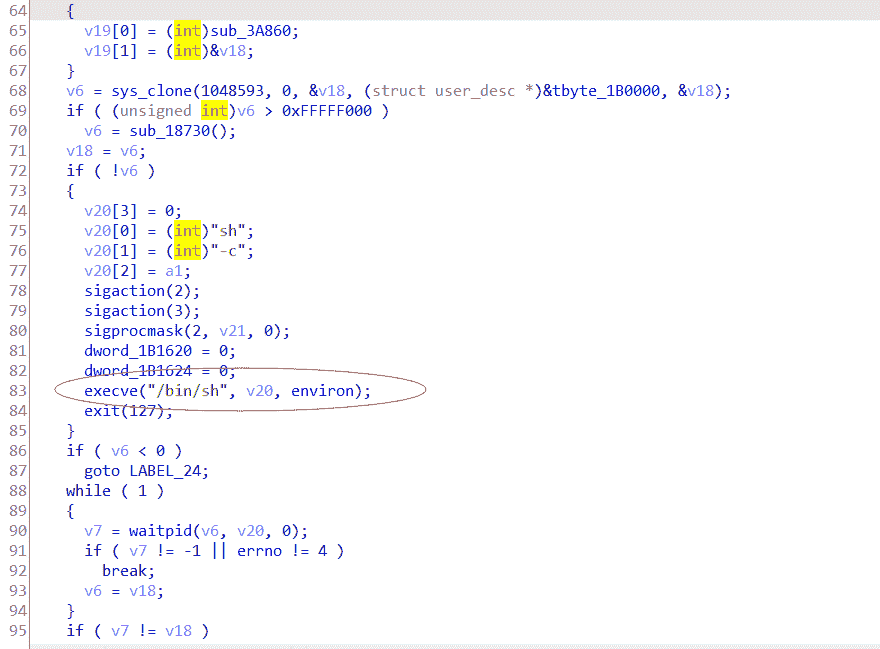 64 {
65 v19[0] = (int)sub_3A860;
66 v19[1] = (int)&v18;
67 }
68 v6 = sys_clone(1048593, 0, &v18, (struct user_desc *)&tbyte_1B0000, &v18);
69 if ( (unsigned int)v6 > 0xFFFFF000 )
70 v6 = sub_18730();
71 v18 = v6;
72 if ( !v6 )
73 {
74 v20[3] = 0;
75 v20[0] = (int)"sh";
76 v20[1] = (int)"-c";
77 v20[2] = a1;
78 sigaction(2);
79 sigaction(3);
80 sigprocmask(2, v21, 0);
81 dword_1B1620 = 0;
82 dword_1B1624 = 0;
83 execve("/bin/sh", v20, environ);
84 exit(127);
85 }
86 if ( v6 < 0 )
87 goto LABEL_24;
88 while ( 1 )
89 {
90 v7 = waitpid(v6, v20, 0);
91 if ( v7 != -1 || errno != 4 )
92 break;
93 v6 = v18;
94 }
95 if ( v7 != v18 )